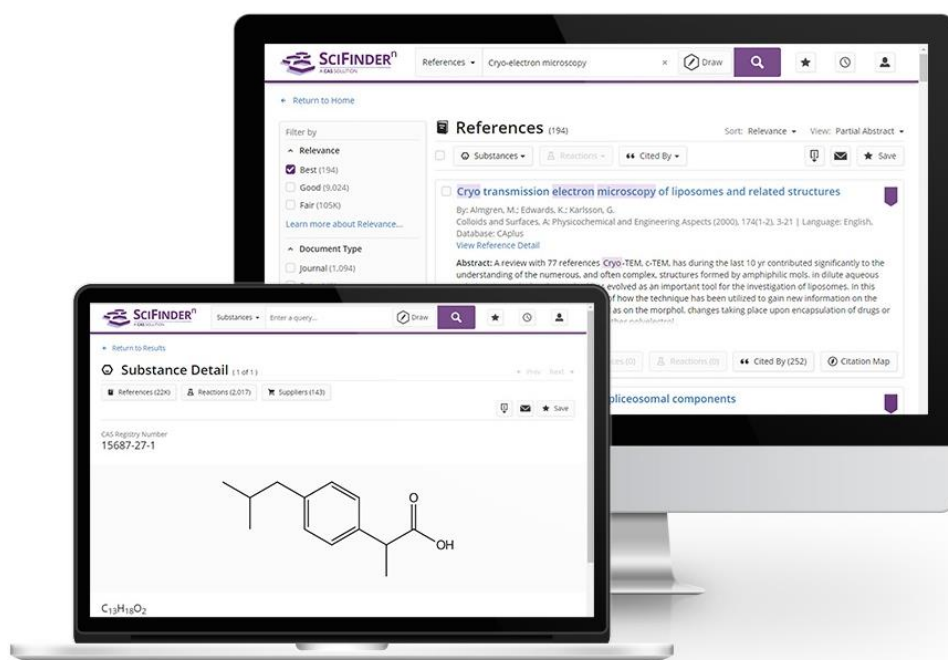 SCIFINDERⁿ
A CAS SOLUTION
References
Cryo-electron microscopy
×
Draw
Return to Home
Filter by
Relevance
Best (194)
Good (9,024)
Fair (105K)
Learn more about Relevance...
Document Type
Journal (1,094)
References (194)
Sort: Relevance
View: Partial Abstract
Substances
Reactions
Cited By
Save
Cryo transmission electron microscopy of liposomes and related structures
By: Almgren, M.; Edwards, K.; Karlsson, G.
Colloids and Surfaces, A: Physicochemical and Engineering Aspects (2000), 174(1-2), 3-21 | Language: English,
Database: CAplus
View Reference Detail
Abstract: A review with 77 references Cryo-TEM, c-TEM, has during the last 10 yr contributed significantly to the
understanding of the numerous, and often complex, structures formed by amphiphilic mols. in dilute aqueous
evolved as an important tool for the investigation of liposomes. In this
of how the technique has been utilized to gain new information on the
as on the morphol. changes taking place upon encapsulation of drugs or
Reactions (0)
Cited By (252)
Citation Map
pliceosomal components
SCIFINDERⁿ
A CAS SOLUTION
Substances
Enter a query...
Draw
Return to Results
Substance Detail (1 of 1)
Prev
Next
References (22K)
Reactions (2,017)
Suppliers (143)
Save
CAS Registry Number
15687-27-1
O
OH
C₁₃H₁₈O₂